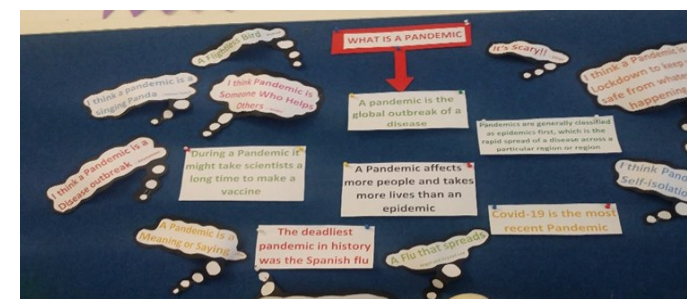 WHAT IS A PANDEMIC
A Flightless Bird
It's Scary!!
I think a pandemic is a
singing Panda
I think Pandemic is
Someone Who Helps
Others
I think a Pandemic is
Lockdown to keep
safe from
happening
A pandemic is the
global outbreak of a
disease
Pandemics are generally classified
as epidemics first, which is the
rapid spread of a disease across a
particular region or region
I think a Pandemic is a
Disease outbreak
During a Pandemic it
might take scientists a
long time to make a
vaccine
A Pandemic affects
more people and takes
more lives than an
epidemic
I think
Self-isolatio
Covid-19 is the most
recent Pandemic
A Pandemic is a
Meaning or Saying
The deadliest
pandemic in history
was the Spanish flu
A Flu that spreads